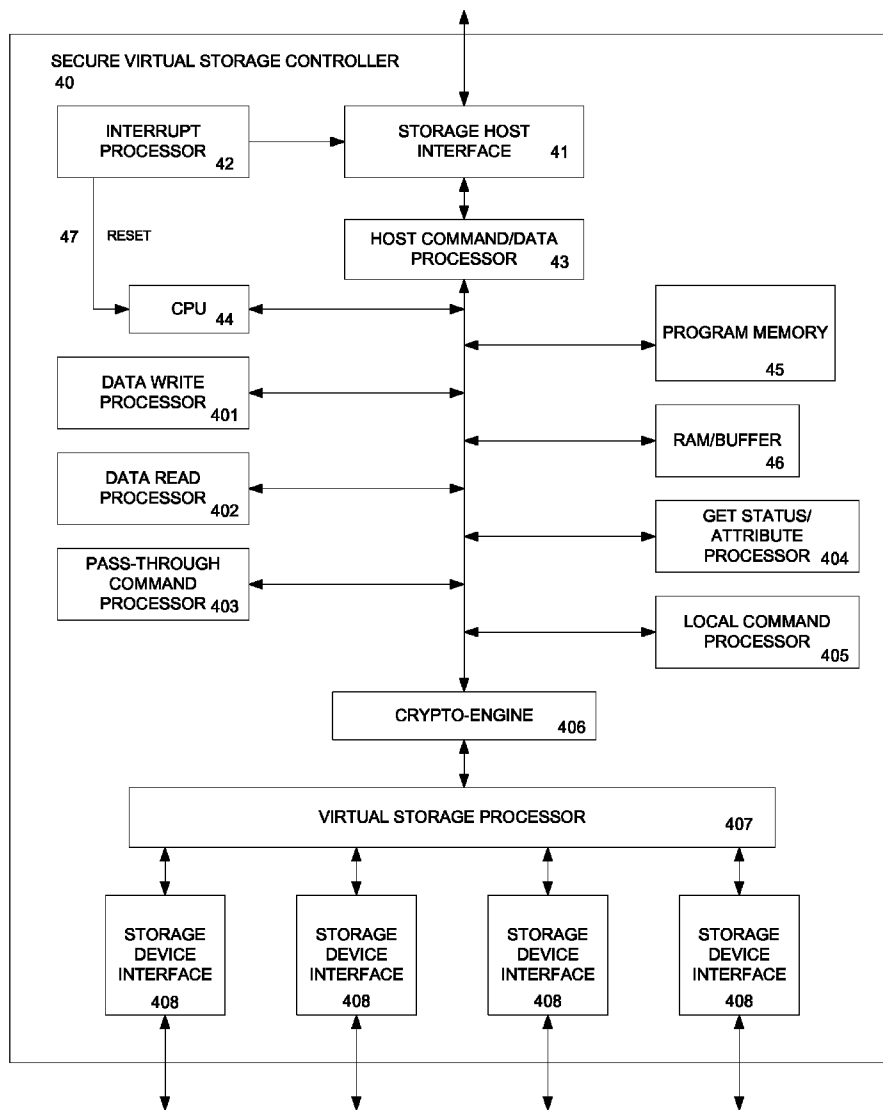 SECURE VIRTUAL STORAGE CONTROLLER
40
INTERRUPT
PROCESSOR
42
STORAGE HOST
INTERFACE
41
47
RESET
HOST COMMAND/DATA
PROCESSOR
43
CPU
44
PROGRAM MEMORY
45
DATA WRITE
PROCESSOR
401
RAM/BUFFER
46
DATA READ
PROCESSOR
402
GET STATUS/
ATTRIBUTE
PROCESSOR
404
PASS-THROUGH
COMMAND
PROCESSOR
403
LOCAL COMMAND
PROCESSOR
405
CRYPTO-ENGINE
406
VIRTUAL STORAGE PROCESSOR
407
STORAGE
DEVICE
INTERFACE
408
STORAGE
DEVICE
INTERFACE
408
STORAGE
DEVICE
INTERFACE
408
STORAGE
DEVICE
INTERFACE
408